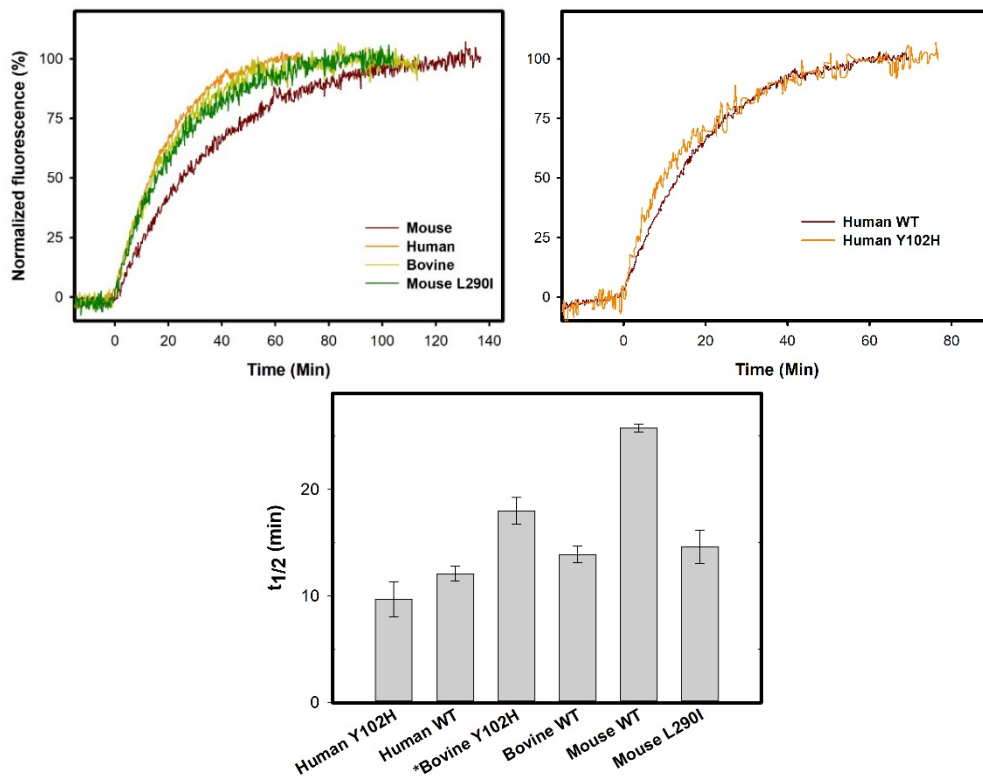 Normalized fluorescence (%)
100
75
50
25
0
Mouse
Human
Bovine
Mouse L290I
0 20 40 60 80 100 120 140
Time (Min)
100
75
50
25
0
Human WT
Human Y102H
0 20 40 60 80
Time (Min)
t1/2 (min)
20
10
0
Human Y102H
Human WT
*Bovine Y102H
Bovine WT
Mouse WT
Mouse L290I